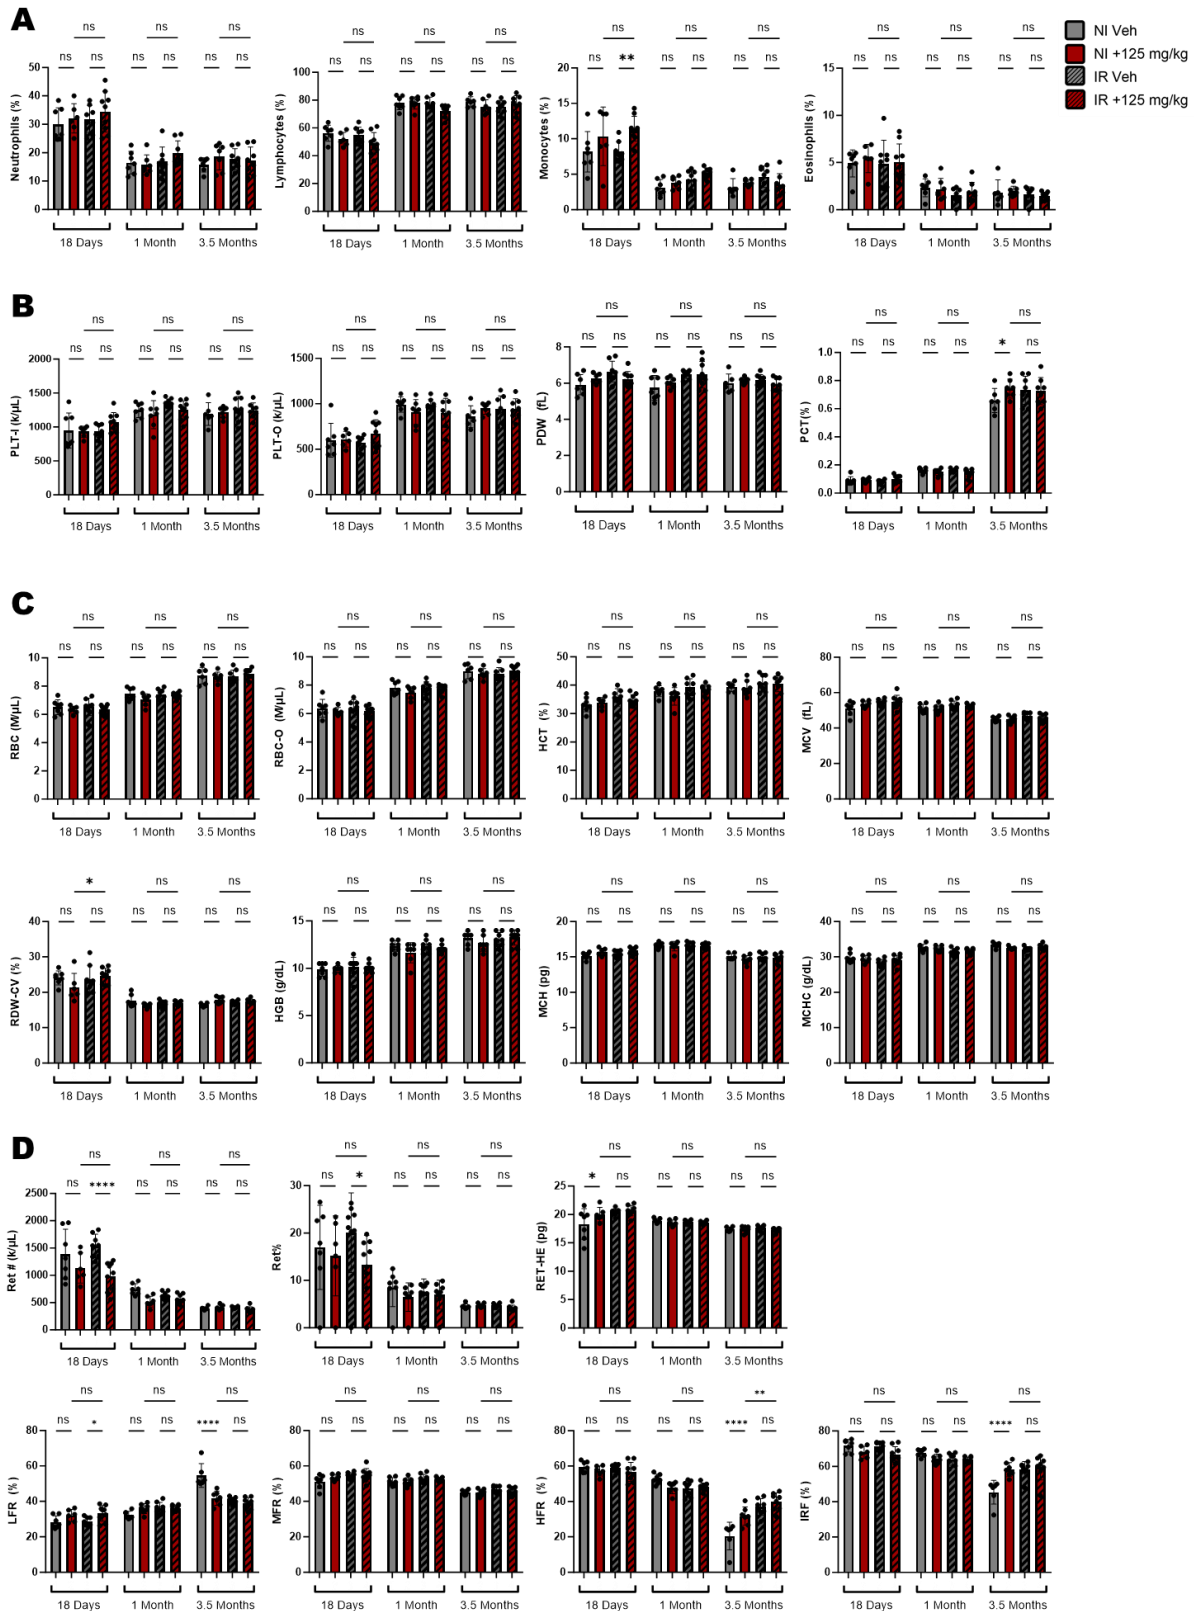 A
NI Veh
NI +125 mg/kg
IR Veh
IR +125 mg/kg
ns ns ns ns
ns ns ns ns ns ns ns ns
ns ns ns ns ns ns
Neutrophils (%)
50
40
30
20
10
0
18 Days 1 Month 3.5 Months
ns ns ns
ns ns ns ns ns ns
Lymphocytes (%)
100
80
60
40
20
0
18 Days 1 Month 3.5 Months
ns ns ns
ns ** ns ns ns ns
Monocytes (%)
20
15
10
5
0
18 Days 1 Month 3.5 Months
ns ns ns
ns ns ns ns ns ns
Eosinophils (%)
15
10
5
0
18 Days 1 Month 3.5 Months
B
ns ns ns
ns ns ns ns ns ns
PLT-I (k/µL)
2000
1500
1000
500
0
18 Days 1 Month 3.5 Months
ns ns ns
ns ns ns ns ns ns
PLT-O (k/µL)
1500
1000
500
0
18 Days 1 Month 3.5 Months
ns ns ns
ns ns ns ns ns ns
PDW (fL)
8
6
4
2
0
18 Days 1 Month 3.5 Months
ns ns ns
ns ns ns ns * ns
PCT(%)
1.0
0.8
0.6
0.4
0.2
0.0
18 Days 1 Month 3.5 Months
C
ns ns ns
ns ns ns ns ns ns
RBC (M/µL)
10
8
6
4
2
0
18 Days 1 Month 3.5 Months
ns ns ns
ns ns ns ns ns ns
RBC-O (M/µL)
10
8
6
4
2
0
18 Days 1 Month 3.5 Months
ns ns ns
ns ns ns ns ns ns
HCT (%)
50
40
30
20
10
0
18 Days 1 Month 3.5 Months
ns ns ns
ns ns ns ns ns ns
MCV (fL)
80
60
40
20
0
18 Days 1 Month 3.5 Months
* ns ns
ns ns ns ns ns ns
RDW-CV (%)
40
30
20
10
0
18 Days 1 Month 3.5 Months
ns ns ns
ns ns ns ns ns ns
HGB (g/dL)
15
10
5
0
18 Days 1 Month 3.5 Months
ns ns ns
ns ns ns ns ns ns
MCH (pg)
20
15
10
5
0
18 Days 1 Month 3.5 Months
ns ns ns
ns ns ns ns ns ns
MCHC (g/dL)
40
30
20
10
0
18 Days 1 Month 3.5 Months
D
ns ns ns
ns **** ns ns ns ns
Ret # (k/µL)
2500
2000
1500
1000
500
0
18 Days 1 Month 3.5 Months
ns ns ns
ns * ns ns ns ns
Ret%
30
20
10
0
18 Days 1 Month 3.5 Months
ns ns ns
* ns ns ns ns ns
RET-HE (pg)
25
20
15
10
5
0
18 Days 1 Month 3.5 Months
ns ns ns
ns * ns ns **** ns
LFR (%)
80
60
40
20
0
18 Days 1 Month 3.5 Months
ns ns ns
ns ns ns ns ns ns
MFR (%)
80
60
40
20
0
18 Days 1 Month 3.5 Months
ns ns **
ns ns ns ns **** ns
HFR (%)
80
60
40
20
0
18 Days 1 Month 3.5 Months
ns ns ns
ns ns ns ns **** ns
IRF (%)
80
60
40
20
0
18 Days 1 Month 3.5 Months